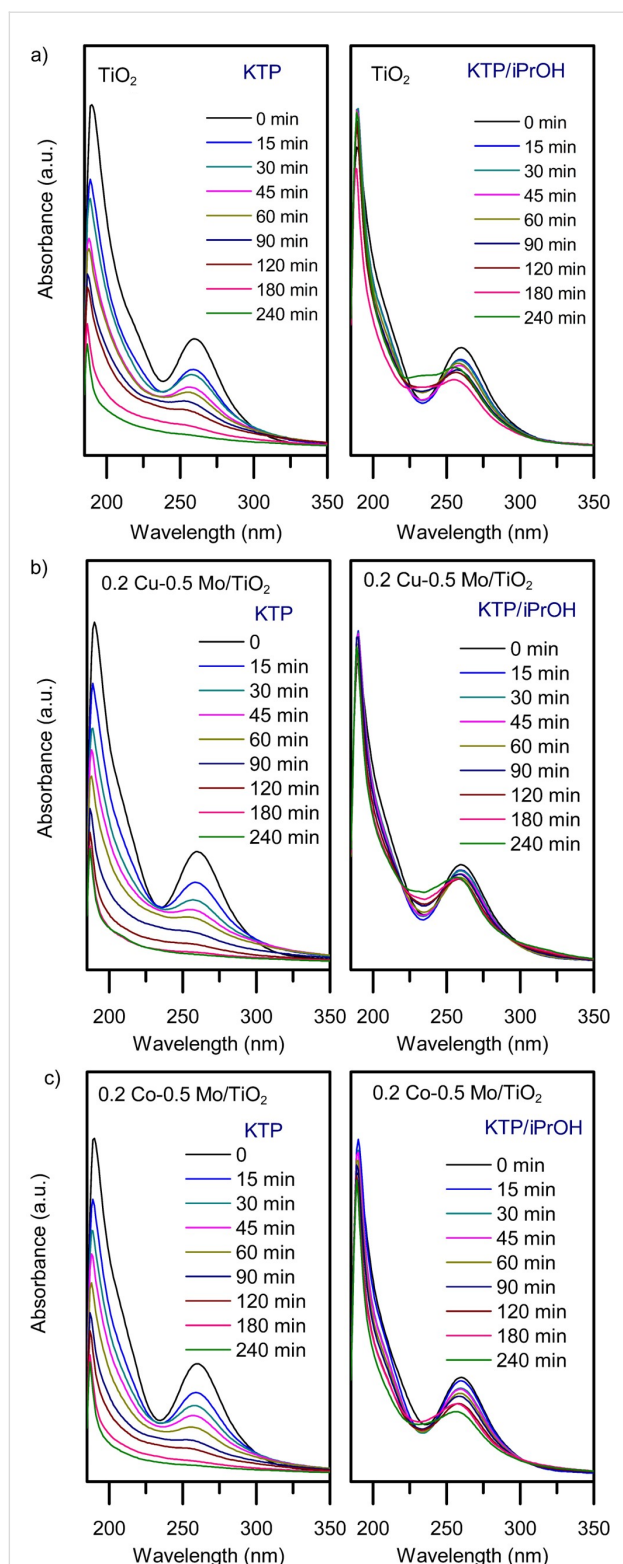 a)
TiO₂ KTP
0 min
15 min
30 min
45 min
60 min
90 min
120 min
180 min
240 min
Absorbance (a.u.)
200 250 300 350
Wavelength (nm)
TiO₂ KTP/iPrOH
0 min
15 min
30 min
45 min
60 min
90 min
120 min
180 min
240 min
200 250 300 350
Wavelength (nm)
b)
0.2 Cu-0.5 Mo/TiO₂
KTP
0
15 min
30 min
45 min
60 min
90 min
120 min
180 min
240 min
Absorbance (a.u.)
200 250 300 350
Wavelength (nm)
0.2 Cu-0.5 Mo/TiO₂
KTP/iPrOH
0 min
15 min
30 min
45 min
60 min
90 min
120 min
180 min
240 min
200 250 300 350
Wavelength (nm)
c)
0.2 Co-0.5 Mo/TiO₂
KTP
0
15 min
30 min
45 min
60 min
90 min
120 min
180 min
240 min
Absorbance (a.u.)
200 250 300 350
Wavelength (nm)
0.2 Co-0.5 Mo/TiO₂
KTP/iPrOH
0 min
15 min
30 min
45 min
60 min
90 min
120 min
180 min
240 min
200 250 300 350
Wavelength (nm)